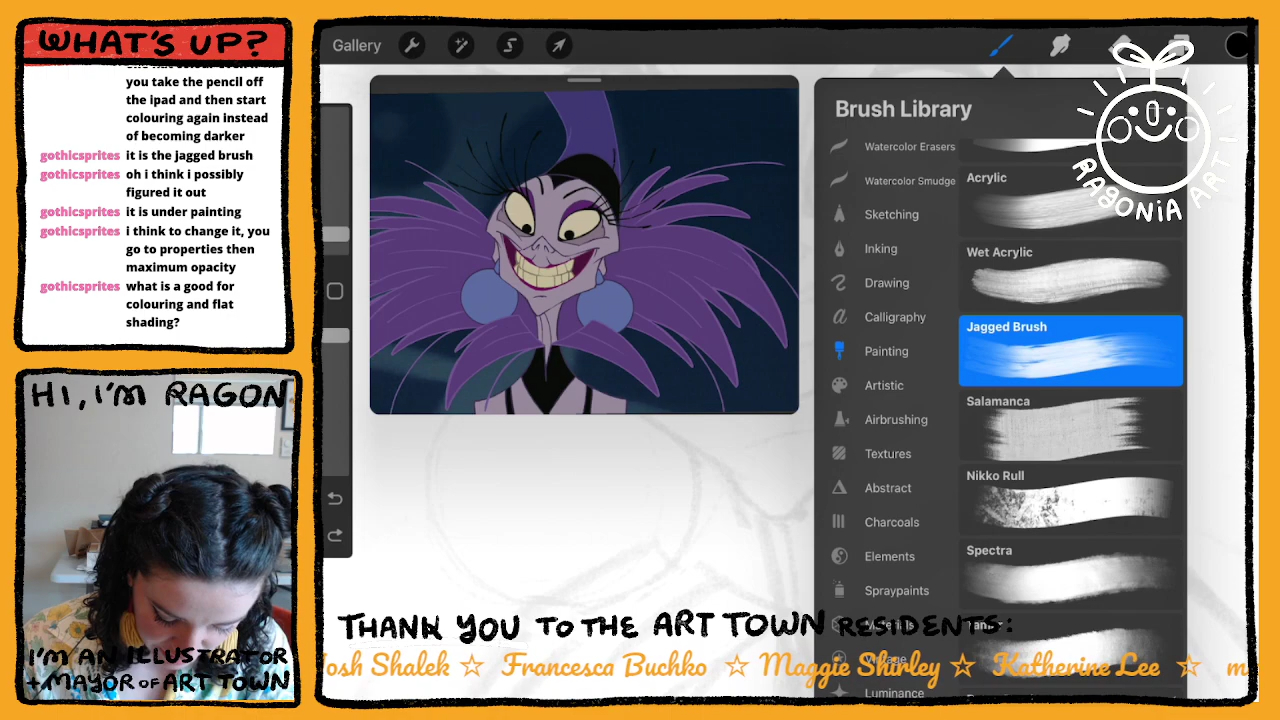 WHAT'S UP?
you take the pencil off
the ipad and then start
colouring again instead
of becoming darker
gothicsprites it is the jagged brush
gothicsprites oh i think i possibly
figured it out
gothicsprites it is under painting
gothicsprites i think to change it, you
go to properties then
maximum opacity
gothicsprites what is a good for
colouring and flat
shading?
HI, I'M RAGON
I'M AN ILLUSTRATOR
+ MAYOR OF ART TOWN
Gallery
Brush Library
Watercolor Erasers
Watercolor Smudge
Sketching
Inking
Drawing
Calligraphy
Painting
Artistic
Airbrushing
Textures
Abstract
Charcoals
Elements
Spraypaints
Materials
Luminance
Acrylic
Wet Acrylic
Jagged Brush
Salamanca
Nikko Rull
Spectra
RAGONIA ART
THANK YOU TO THE ART TOWN RESIDENTS:
osh Shalek ☆ Francesca Buchko ☆ Maggie Shirley ☆ Katherine Lee ☆ m